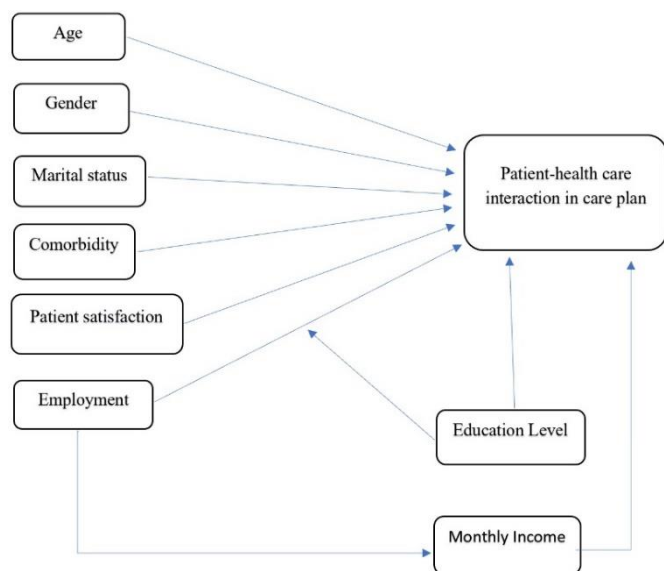 Age
Gender
Marital status
Comorbidity
Patient satisfaction
Employment
Patient-health care
interaction in care plan
Education Level
Monthly Income